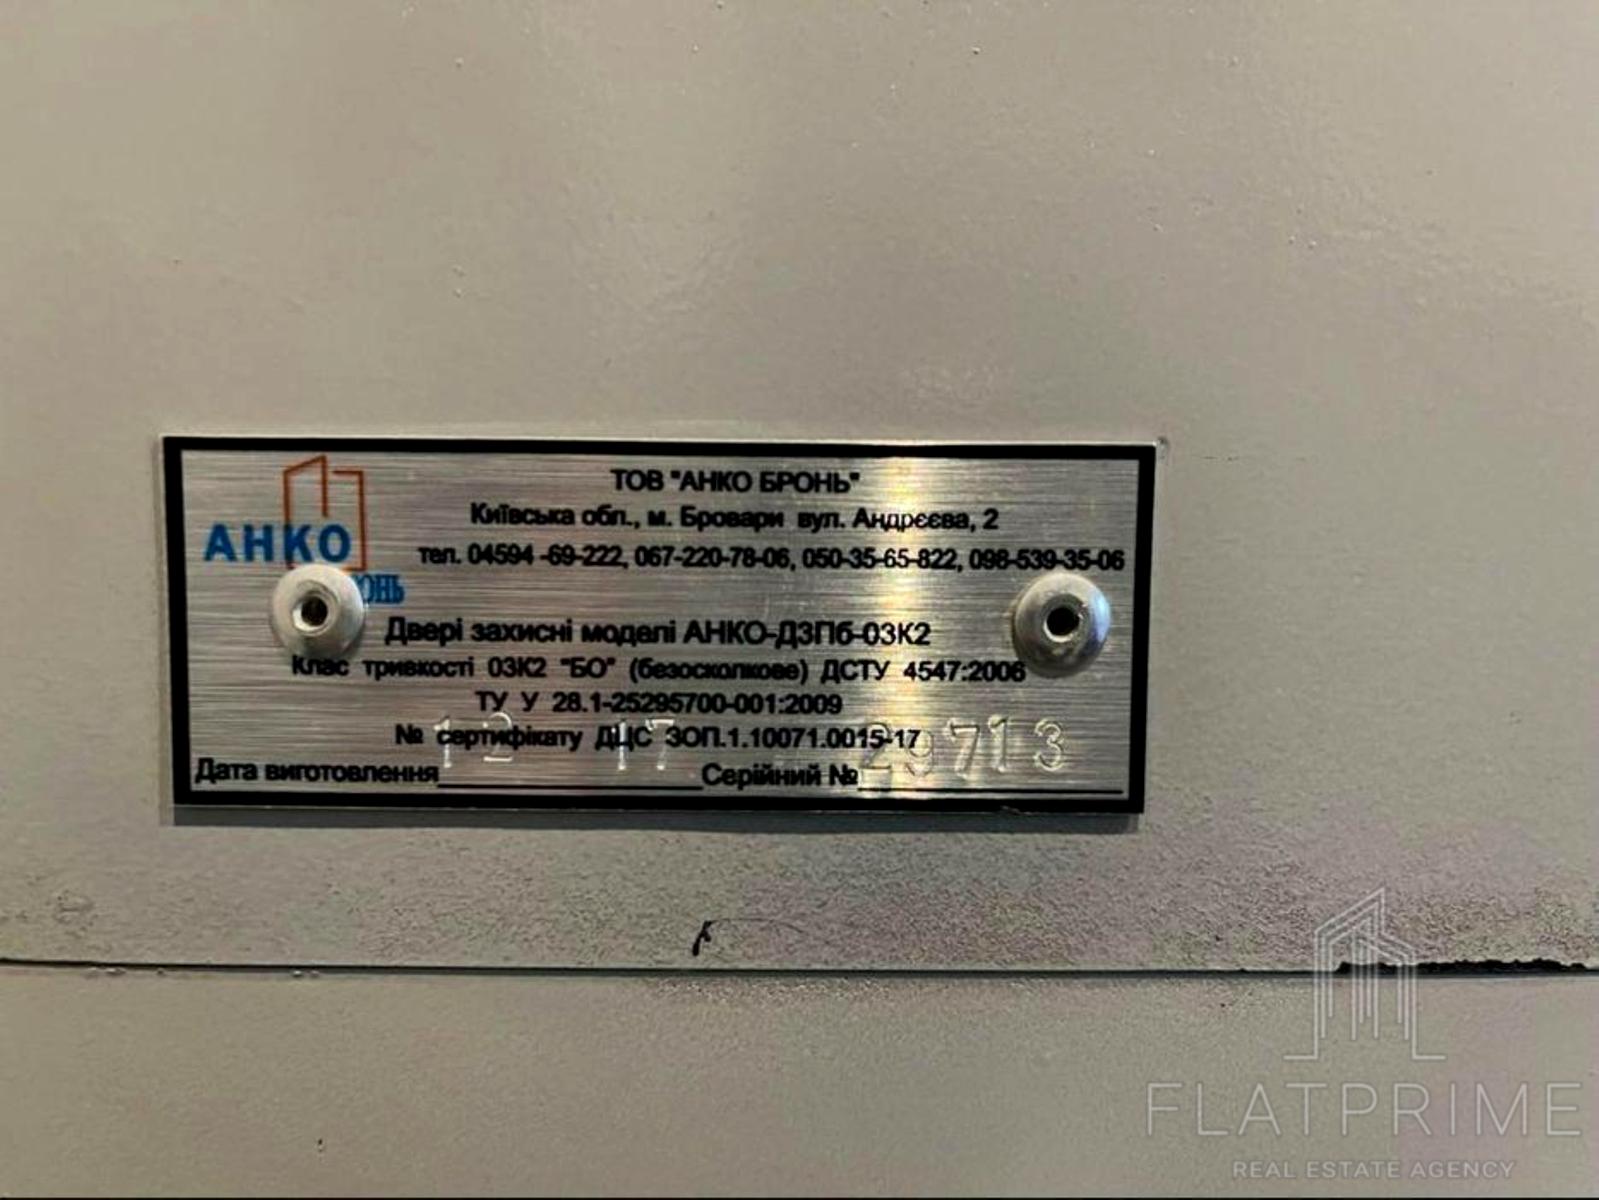 АНКО
ТОВ "АНКО БРОНЬ"
Київська обл., м. Бровари вул. Андрєєва, 2
тел. 04594 -69-222, 067-220-78-06, 050-35-65-822, 098-539-35-06
Двері захисні моделі АНКО-ДЗПб-03К2
Клас тривкості 03К2 "БО" (безосколкове) ДСТУ 4547:2006
ТУ У 28.1-25295700-001:2009
№ сертифікату ДЦС ЗОП.1.10071.0015-17
Дата виготовлення 12 17 Серійний № 29713
FLATPRIME
REAL ESTATE AGENCY